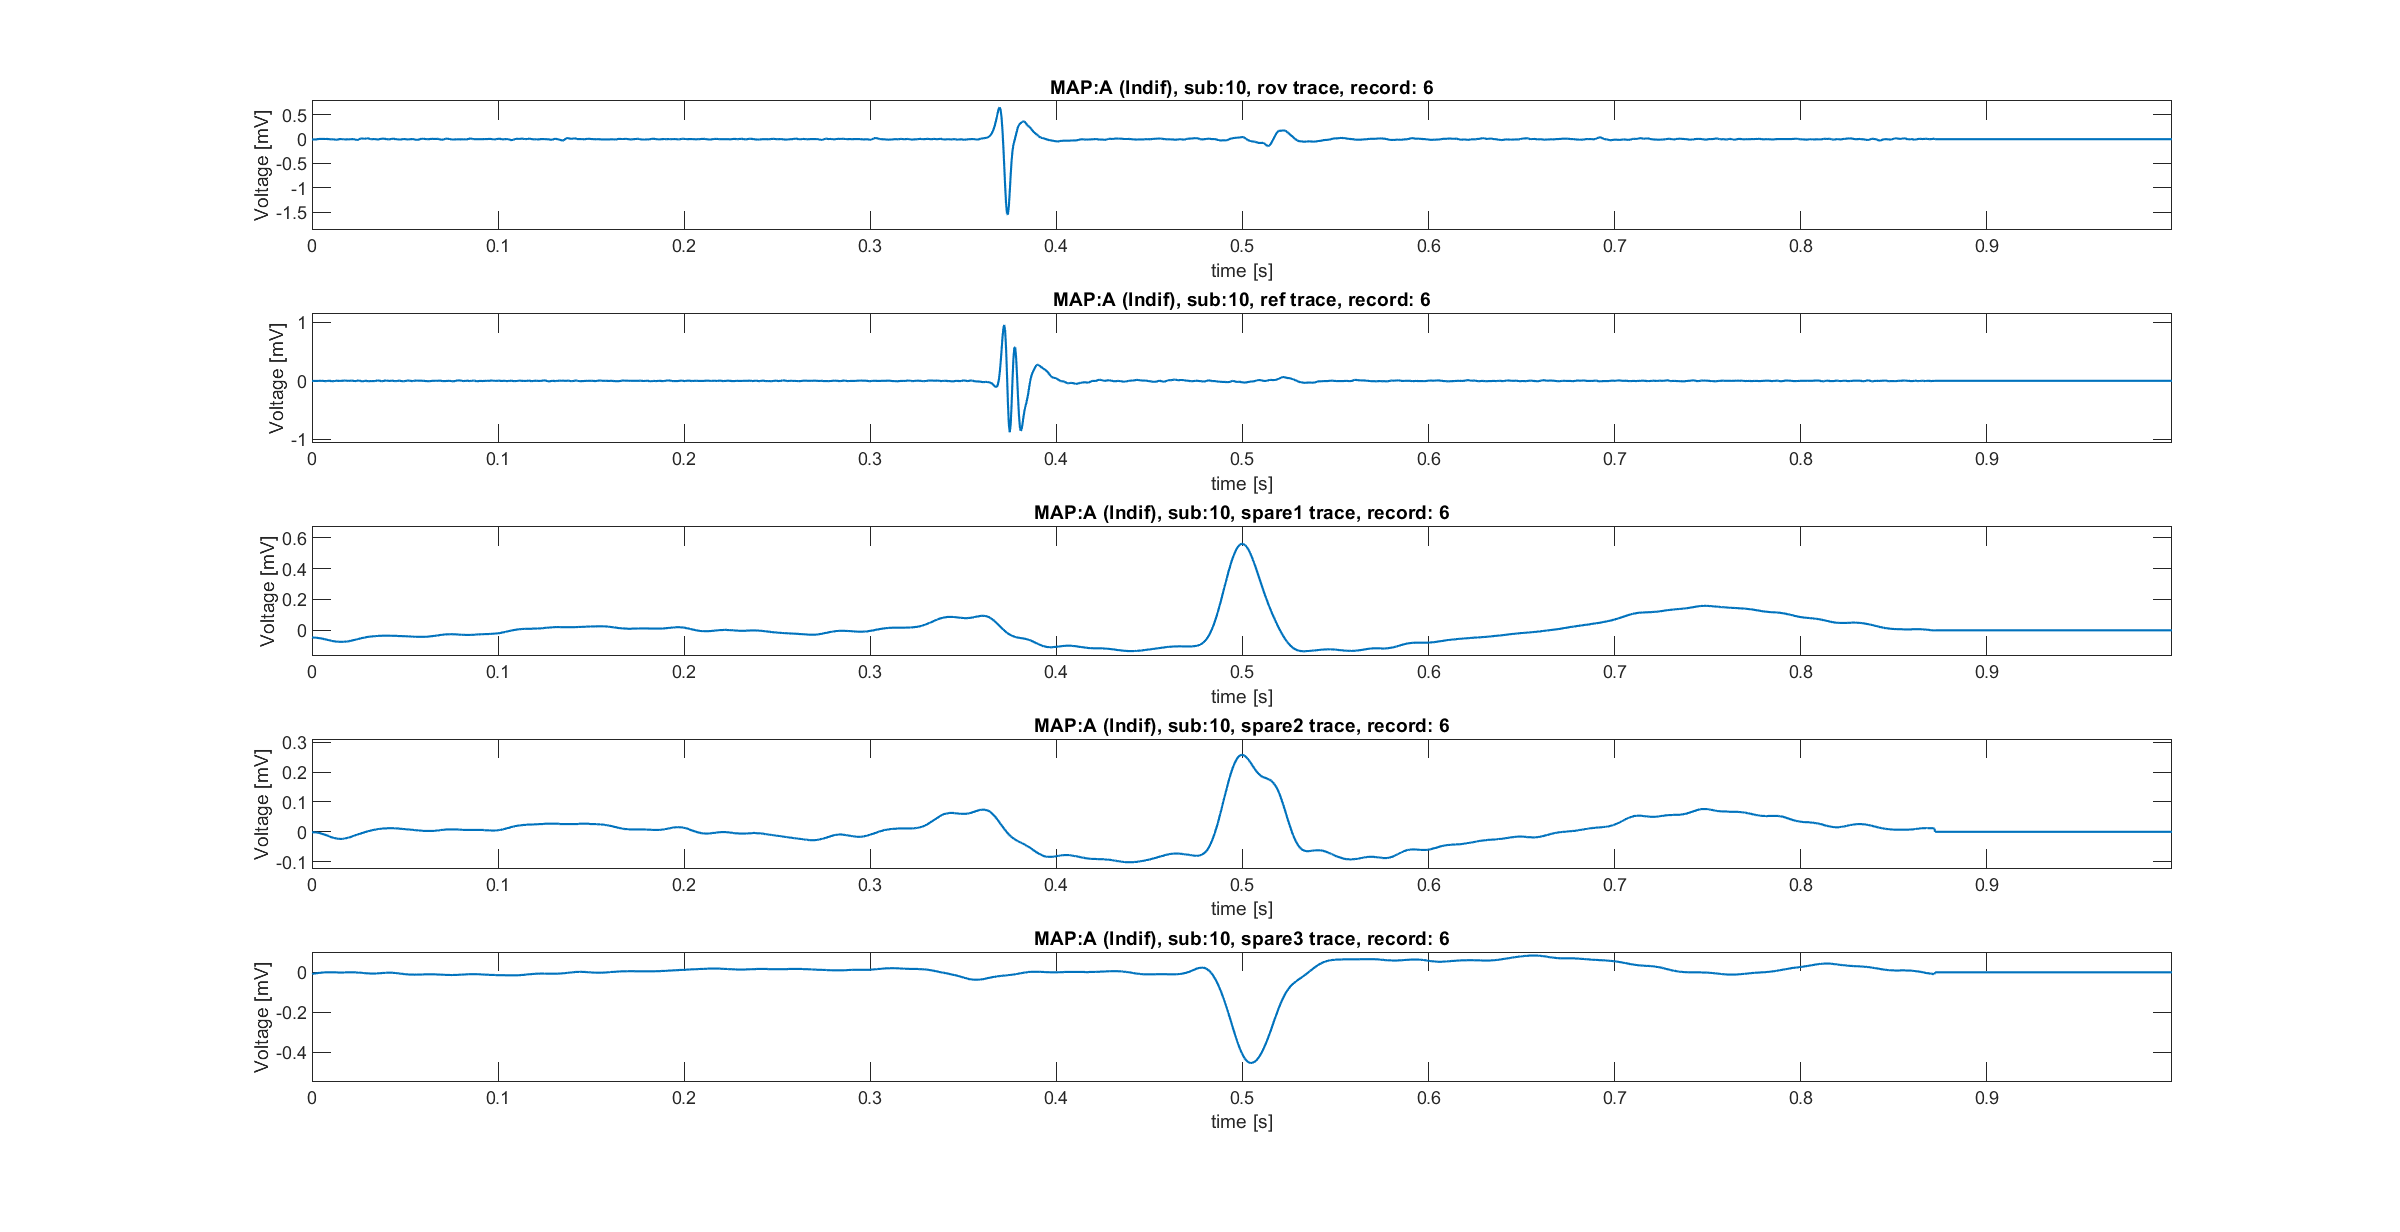 MAP:A (Indif), sub:10, rov trace, record: 6
Voltage [mV]
0.5
0
-0.5
-1
-1.5
0 0.1 0.2 0.3 0.4 0.5 0.6 0.7 0.8 0.9
time [s]
MAP:A (Indif), sub:10, ref trace, record: 6
Voltage [mV]
1
0
-1
0 0.1 0.2 0.3 0.4 0.5 0.6 0.7 0.8 0.9
time [s]
MAP:A (Indif), sub:10, spare1 trace, record: 6
Voltage [mV]
0.6
0.4
0.2
0
0 0.1 0.2 0.3 0.4 0.5 0.6 0.7 0.8 0.9
time [s]
MAP:A (Indif), sub:10, spare2 trace, record: 6
Voltage [mV]
0.3
0.2
0.1
0
-0.1
0 0.1 0.2 0.3 0.4 0.5 0.6 0.7 0.8 0.9
time [s]
MAP:A (Indif), sub:10, spare3 trace, record: 6
Voltage [mV]
0
-0.2
-0.4
0 0.1 0.2 0.3 0.4 0.5 0.6 0.7 0.8 0.9
time [s]